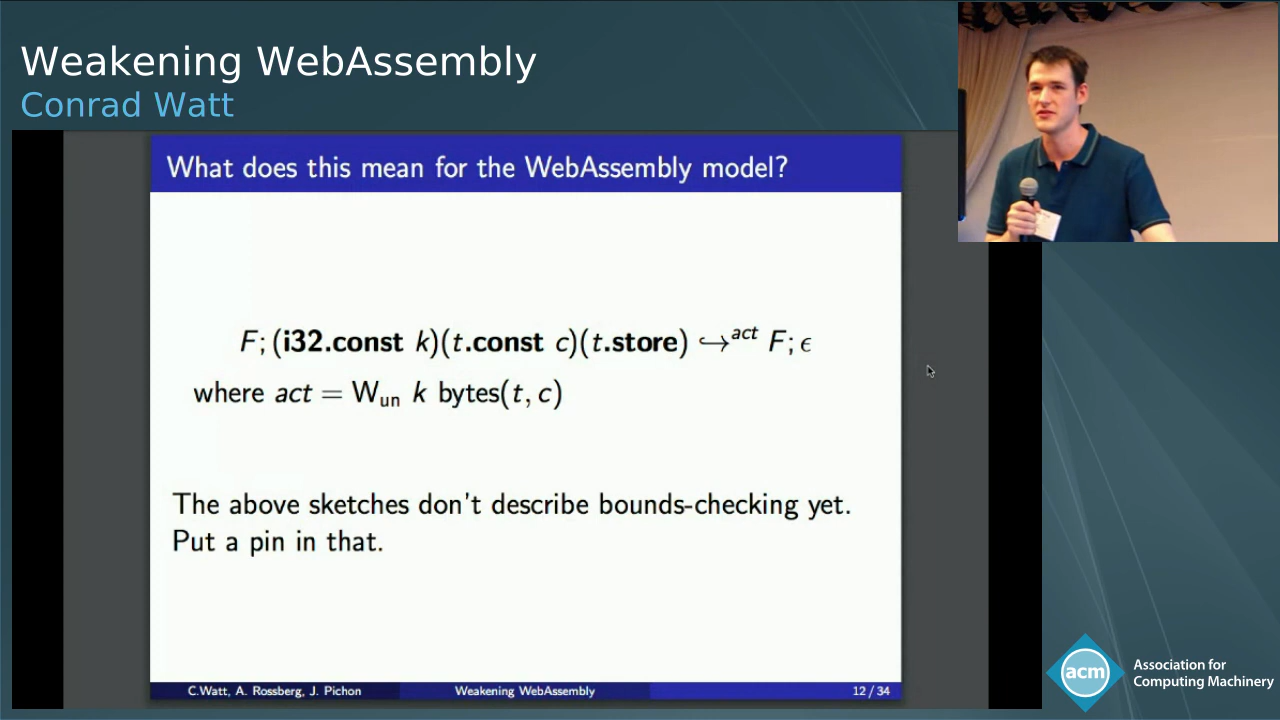 Weakening WebAssembly
Conrad Watt
What does this mean for the WebAssembly model?
F; (i32.const k)(t.const c)(t.store) ↪^act F; ϵ
where act = W_un k bytes(t, c)
The above sketches don't describe bounds-checking yet.
Put a pin in that.
C.Watt, A. Rossberg, J. Pichon
Weakening WebAssembly
12 / 34
acm
Association for
Computing Machinery